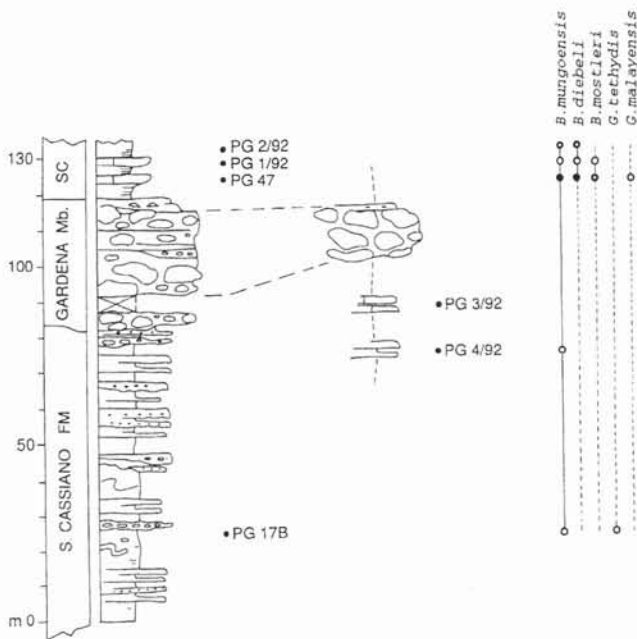 B.mungoensis
B.diebeli
B.mostleri
G.tethydis
G.malayensis
130
SC
PG 2/92
PG 1/92
PG 47
GARDENA Mb.
100
PG 3/92
PG 4/92
50
S. CASSIANO FM
PG 17B
m 0